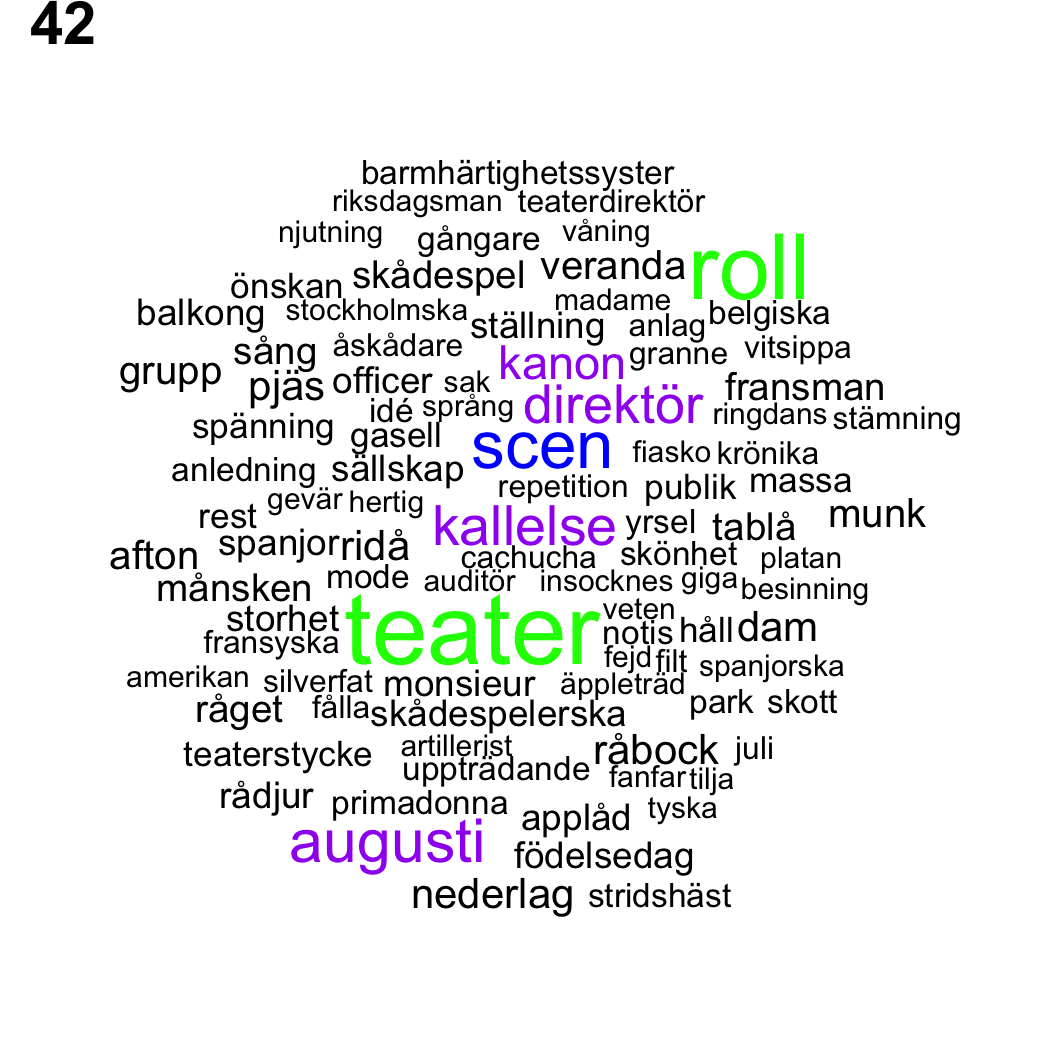 42
barmhärtighetssyster
riksdagsman teaterdirektör
njutning gångare våning
önskan skådespel veranda roll
balkong stockholmska madame belgiska
ställning anlag
sång åskådare kanon granne vitsippa
grupp pjäs officer sak fransman
idé språng direktör ringdans stämning
spänning gasell scen fiasko krönika
anledning sällskap repetition publik massa
gevär hertig
rest kallelse yrsel tablå munk
afton spanjor ridå cachucha skönhet platan
månsken mode auditör insocknes giga besinning
storhet teater veten
fransyska notis håll dam
fejd filt spanjorska
amerikan silverfat monsieur äppleträd
råget fålla skådespelerska park skott
teaterstycke artillerist råbock juli
uppträdande fanfar tilja
rådjur primadonna applåd tyska
augusti födelsedag
nederlag stridshäst